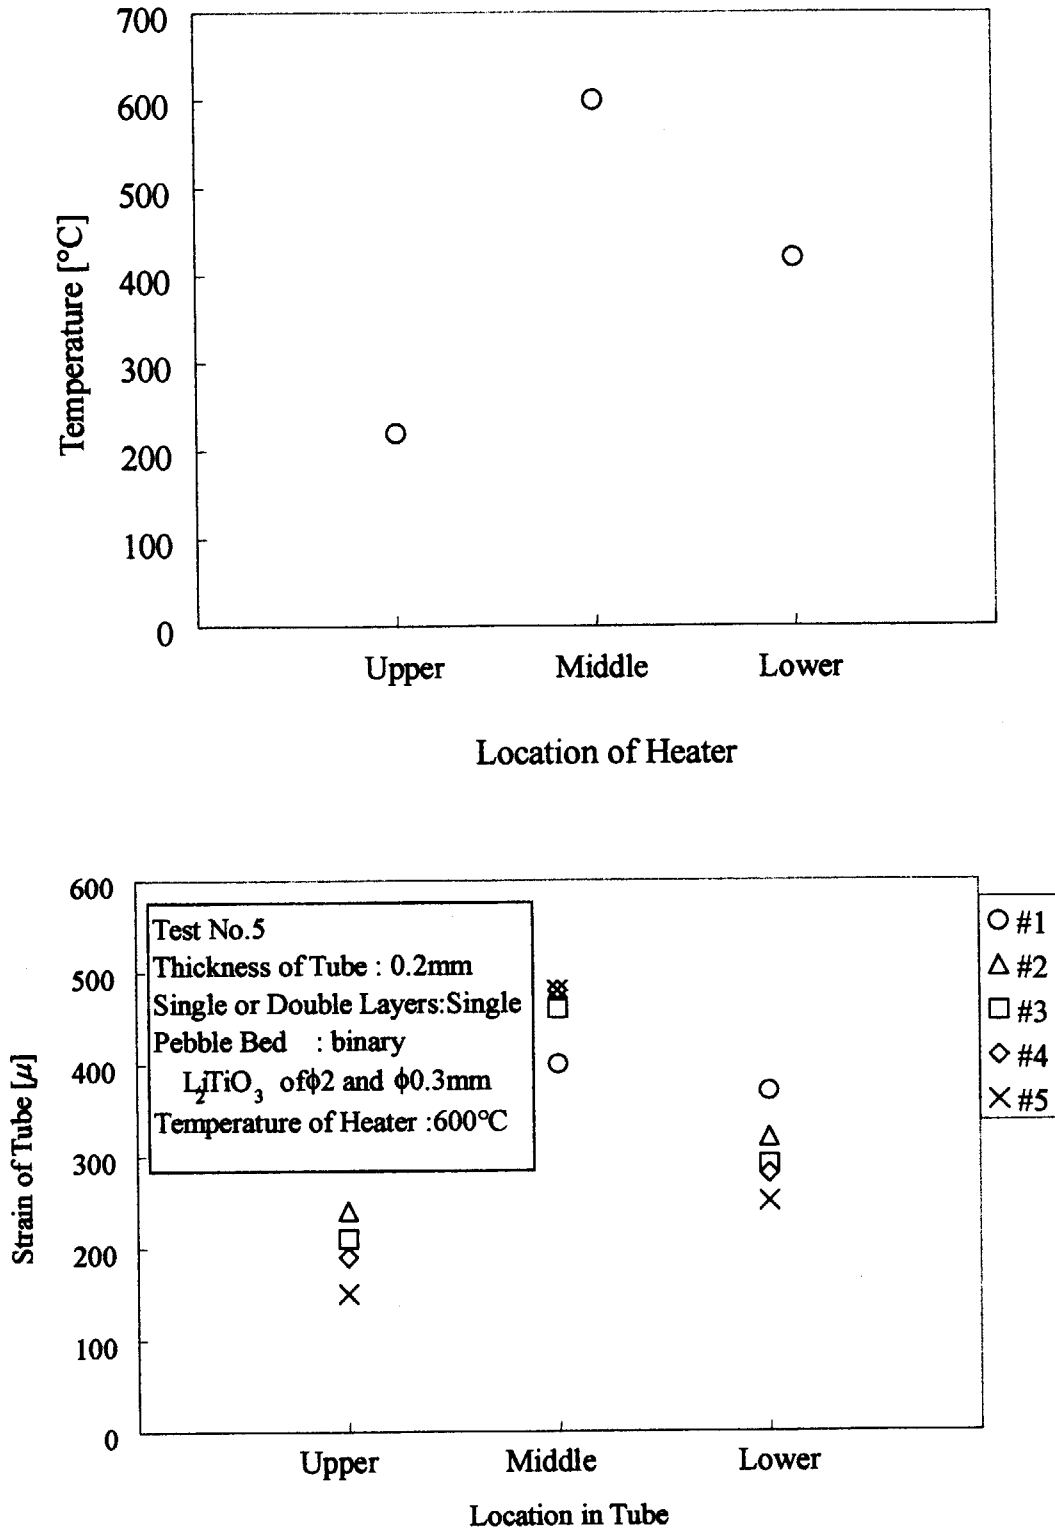 700
600
500
400
300
200
100
0
Temperature [°C]
Upper Middle Lower
Location of Heater
600
500
400
300
200
100
0
Strain of Tube [μ]
Test No.5
Thickness of Tube : 0.2mm
Single or Double Layers:Single
Pebble Bed : binary
Li2TiO3 ofϕ2 and ϕ0.3mm
Temperature of Heater :600°C
#1
#2
#3
#4
#5
Upper Middle Lower
Location in Tube